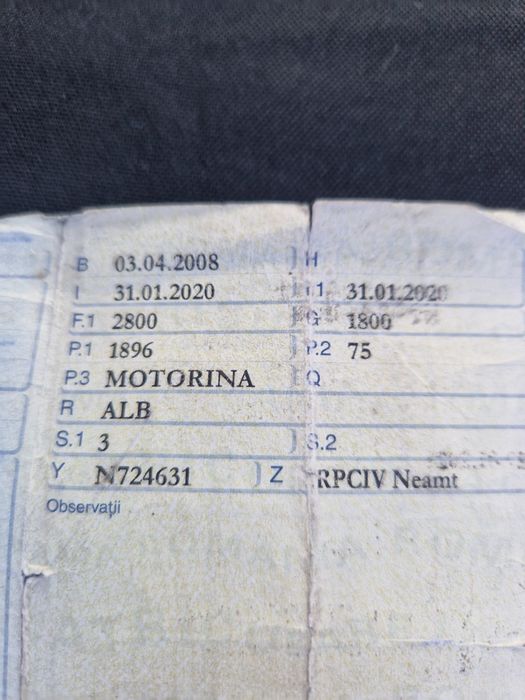 B 03.04.2008 H
I 31.01.2020 I.1 31.01.2020
F.1 2800 G 1800
P.1 1896 P.2 75
P.3 MOTORINA Q
R ALB
S.1 3 S.2
Y N724631 Z RPCIV Neamt
Observaţii